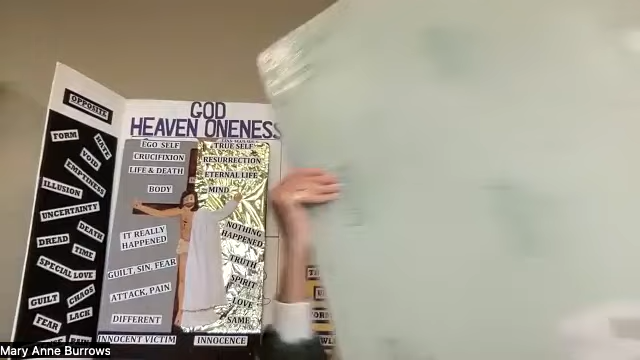 OPPOSITE
FORM
HATE
VOID
EMPTINESS
ILLUSION
UNCERTAINTY
DEATH
DREAD
TIME
SPECIAL LOVE
GUILT
CHAOS
LACK
FEAR
GOD
HEAVEN ONENESS
EGO SELF
CRUCIFIXION
LIFE & DEATH
BODY
IT REALLY
HAPPENED
GUILT, SIN, FEAR
ATTACK, PAIN
DIFFERENT
INNOCENT VICTIM
TRUE SELF
RESURRECTION
ETERNAL LIFE
MIND
NOTHING
HAPPENED
TRUTH
SPIRIT
LOVE
SAME
INNOCENCE
Mary Anne Burrows